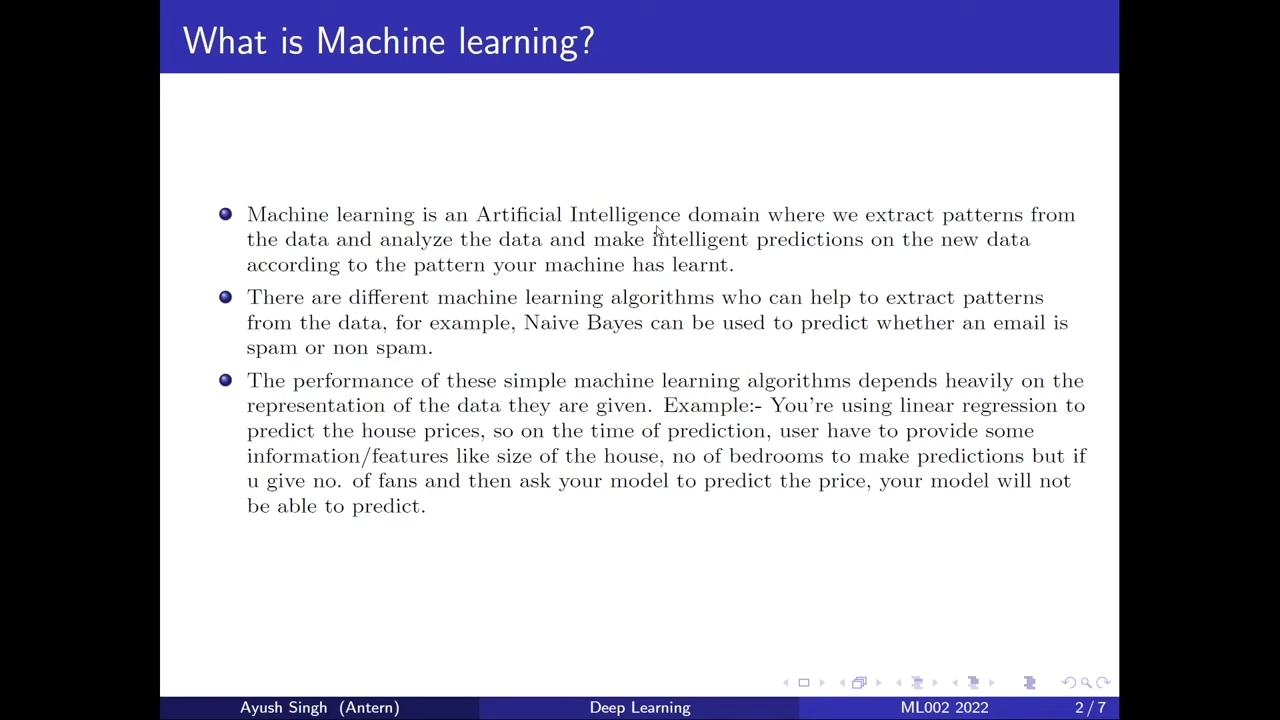 What is Machine learning?
Machine learning is an Artificial Intelligence domain where we extract patterns from
the data and analyze the data and make intelligent predictions on the new data
according to the pattern your machine has learnt.
There are different machine learning algorithms who can help to extract patterns
from the data, for example, Naive Bayes can be used to predict whether an email is
spam or non spam.
The performance of these simple machine learning algorithms depends heavily on the
representation of the data they are given. Example:- You're using linear regression to
predict the house prices, so on the time of prediction, user have to provide some
information/features like size of the house, no of bedrooms to make predictions but if
u give no. of fans and then ask your model to predict the price, your model will not
be able to predict.
Ayush Singh (Antern) Deep Learning ML002 2022 2 / 7